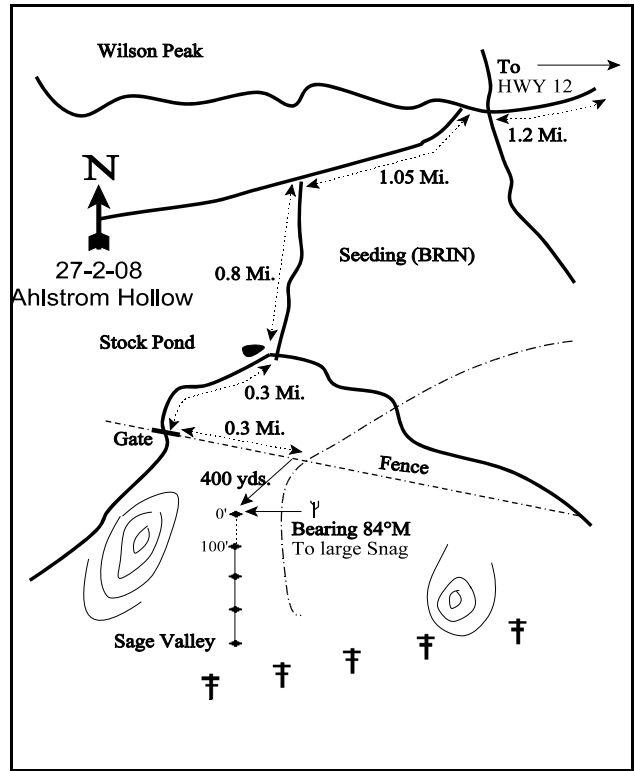 Wilson Peak
To
HWY 12
1.2 Mi.
1.05 Mi.
N
27-2-08
Ahlstrom Hollow
0.8 Mi.
Seeding (BRIN)
Stock Pond
0.3 Mi.
0.3 Mi.
Gate
Fence
400 yds.
0'
Bearing 84°M
To large Snag
100'
Sage Valley